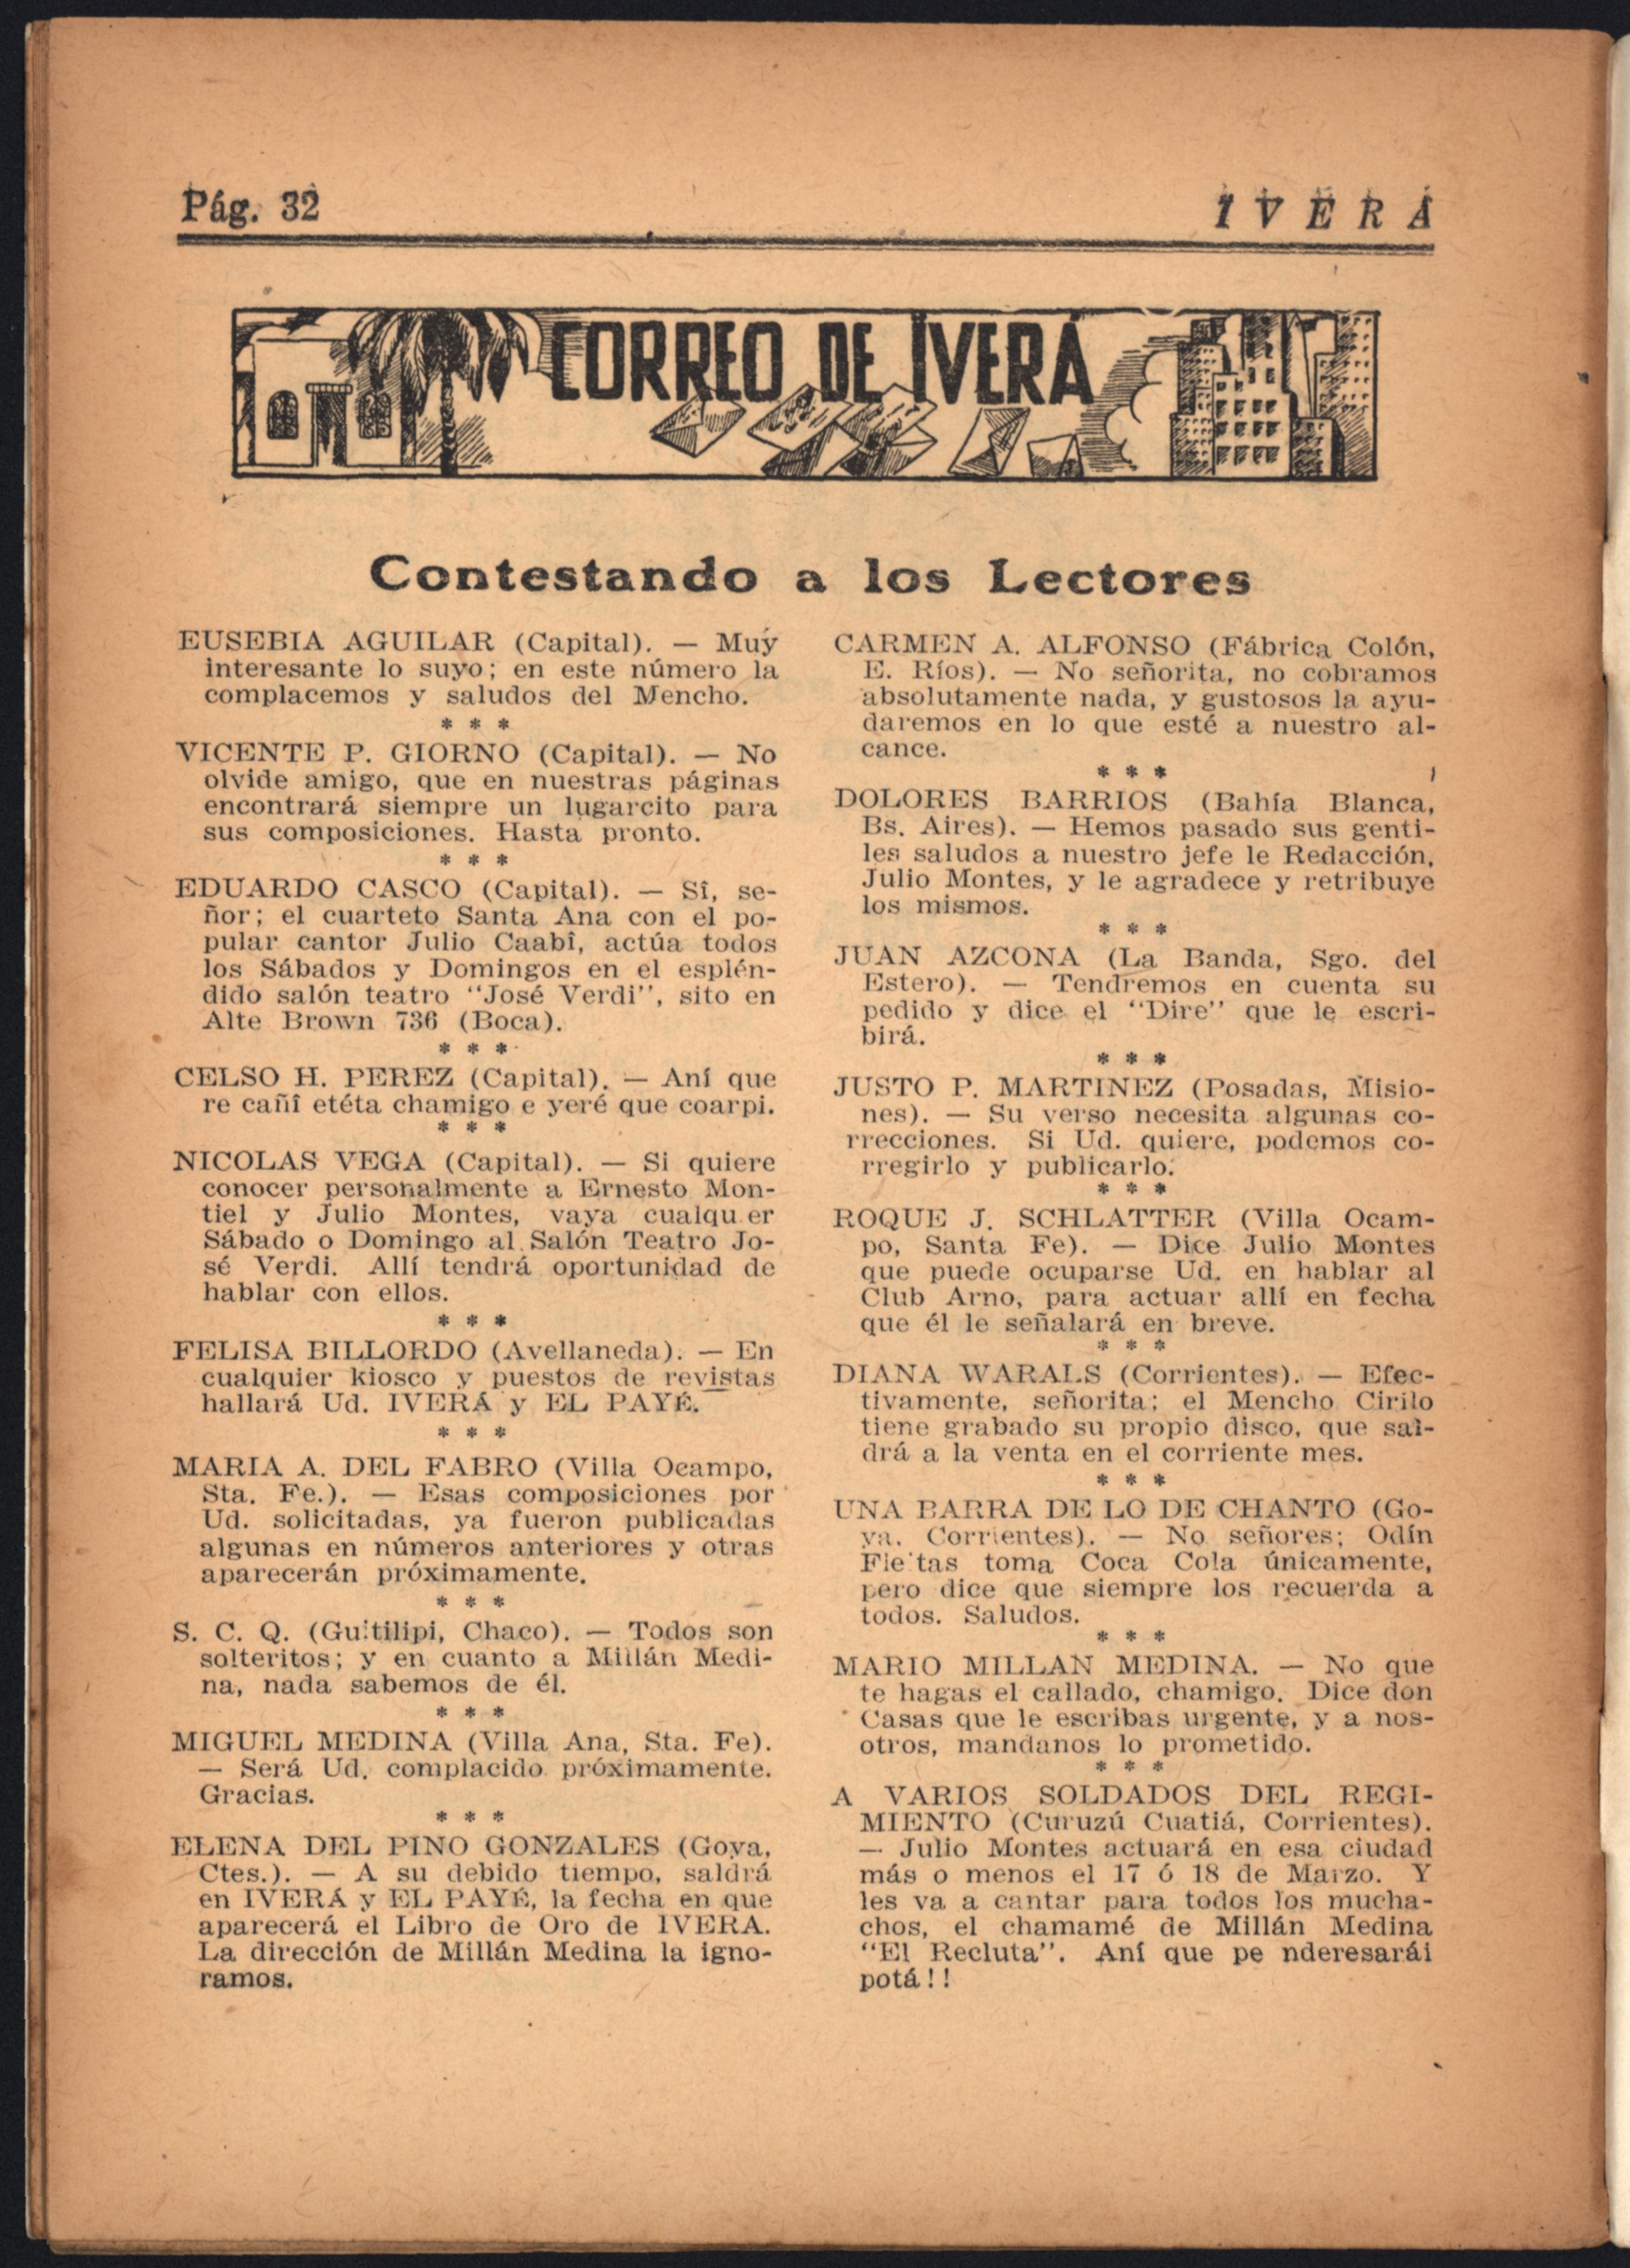 Pág. 32
IVERÁ
CORREO DE IVERÁ
Contestando a los Lectores
EUSEBIA AGUILAR (Capital). — Muy
interesante lo suyo; en este número la
complacemos y saludos del Mencho.
* * *
VICENTE P. GIORNO (Capital). — No
olvide amigo, que en nuestras páginas
encontrará siempre un lugarcito para
sus composiciones. Hasta pronto.
* * *
EDUARDO CASCO (Capital). — Sî, se-
ñor; el cuarteto Santa Ana con el po-
pular cantor Julio Caabî, actúa todos
los Sábados y Domingos en el esplén-
dido salón teatro "José Verdi", sito en
Alte Brown 736 (Boca).
* * *
CELSO H. PEREZ (Capital). — Aní que
re cañî etéta chamigo e yeré que coarpi.
* * *
NICOLAS VEGA (Capital). — Si quiere
conocer personalmente a Ernesto Mon-
tiel y Julio Montes, vaya cualqu er
Sábado o Domingo al Salón Teatro Jo-
sé Verdi. Allí tendrá oportunidad de
hablar con ellos.
* * *
FELISA BILLORDO (Avellaneda). — En
cualquier kiosco y puestos de revistas
hallará Ud. IVERÁ y EL PAYÉ.
* * *
MARIA A. DEL FABRO (Villa Ocampo,
Sta. Fe.). — Esas composiciones por
Ud. solicitadas, ya fueron publicadas
algunas en números anteriores y otras
aparecerán próximamente.
* * *
S. C. Q. (Guitilipi, Chaco). — Todos son
solteritos; y en cuanto a Millán Medi-
na, nada sabemos de él.
* * *
MIGUEL MEDINA (Villa Ana, Sta. Fe).
— Será Ud. complacido próximamente.
Gracias.
* * *
ELENA DEL PINO GONZALES (Goya,
Ctes.). — A su debido tiempo, saldrá
en IVERÁ y EL PAYÉ, la fecha en que
aparecerá el Libro de Oro de IVERA.
La dirección de Millán Medina la igno-
ramos.
CARMEN A. ALFONSO (Fábrica Colón,
E. Ríos). — No señorita, no cobramos
absolutamente nada, y gustosos la ayu-
daremos en lo que esté a nuestro al-
cance.
* * *
DOLORES BARRIOS (Bahía Blanca,
Bs. Aires). — Hemos pasado sus genti-
les saludos a nuestro jefe le Redacción,
Julio Montes, y le agradece y retribuye
los mismos.
* * *
JUAN AZCONA (La Banda, Sgo. del
Estero). — Tendremos en cuenta su
pedido y dice el "Dire" que le escri-
birá.
* * *
JUSTO P. MARTINEZ (Posadas, Misio-
nes). — Su verso necesita algunas co-
rrecciones. Si Ud. quiere, podemos co-
rregirlo y publicarlo.
* * *
ROQUE J. SCHLATTER (Villa Ocam-
po, Santa Fe). — Dice Julio Montes
que puede ocuparse Ud. en hablar al
Club Arno, para actuar allí en fecha
que él le señalará en breve.
* * *
DIANA WARALS (Corrientes). — Efec-
tivamente, señorita; el Mencho Cirilo
tiene grabado su propio disco, que sal-
drá a la venta en el corriente mes.
* * *
UNA BARRA DE LO DE CHANTO (Go-
ya, Corrientes). — No señores; Odín
Fleitas toma Coca Cola únicamente,
pero dice que siempre los recuerda a
todos. Saludos.
* * *
MARIO MILLAN MEDINA. — No que
te hagas el callado, chamigo. Dice don
Casas que le escribas urgente, y a nos-
otros, mandanos lo prometido.
* * *
A VARIOS SOLDADOS DEL REGI-
MIENTO (Curuzú Cuatiá, Corrientes).
— Julio Montes actuará en esa ciudad
más o menos el 17 ó 18 de Marzo. Y
les va a cantar para todos los mucha-
chos, el chamamé de Millán Medina
"El Recluta". Aní que pe nderesarái
potá!!